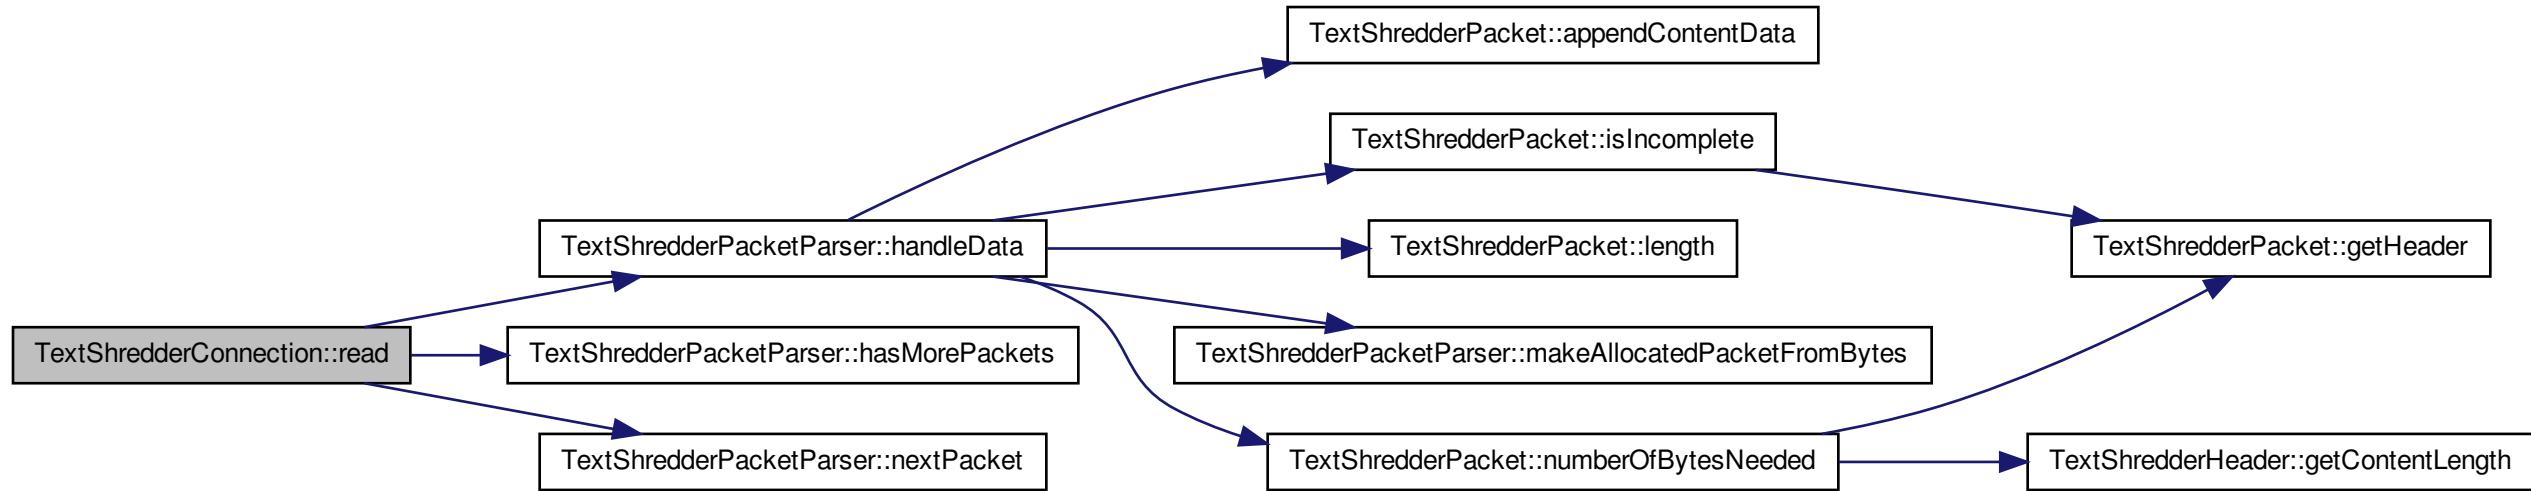 TextShredderPacket::appendContentData
TextShredderPacket::isIncomplete
TextShredderPacketParser::handleData
TextShredderPacket::length
TextShredderPacket::getHeader
TextShredderConnection::read
TextShredderPacketParser::hasMorePackets
TextShredderPacketParser::makeAllocatedPacketFromBytes
TextShredderPacketParser::nextPacket
TextShredderPacket::numberOfBytesNeeded
TextShredderHeader::getContentLength